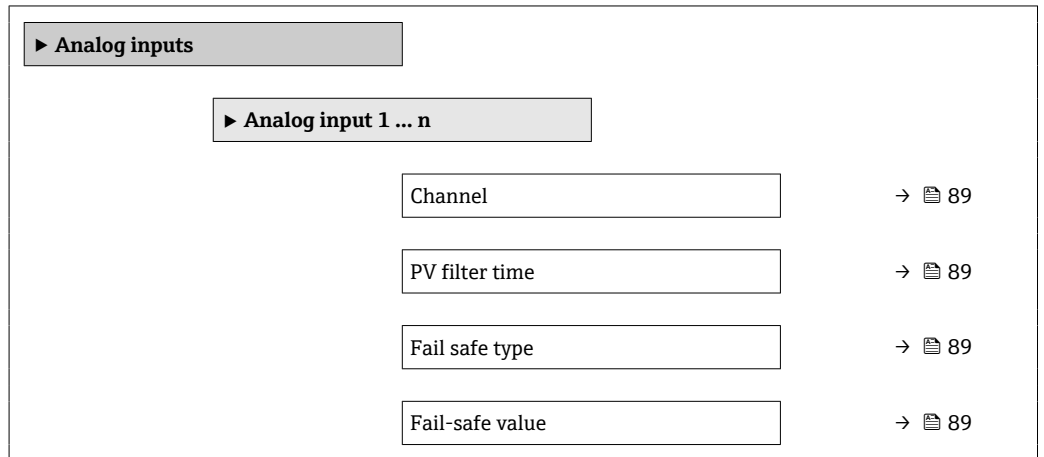 ▶ Analog inputs
▶ Analog input 1 ... n
Channel → 89
PV filter time → 89
Fail safe type → 89
Fail-safe value → 89